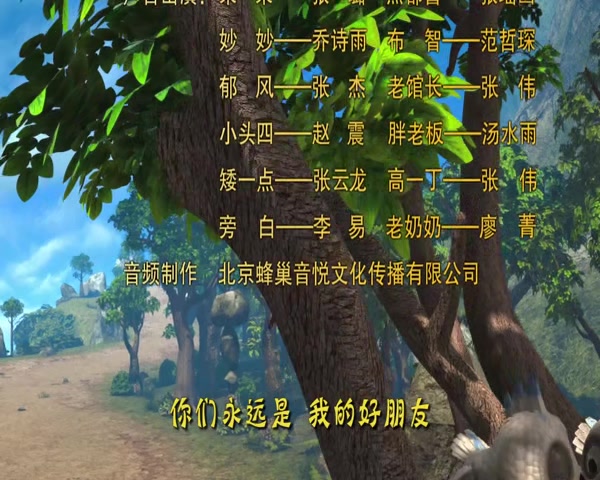 妙 妙——乔诗雨 布 智——范哲琛
郁 风——张 杰 老馆长——张 伟
小头四——赵 震 胖老板——汤水雨
矮一点——张云龙 高一丁——张 伟
旁 白——李 易 老奶奶——廖 菁
音频制作 北京蜂巢音悦文化传播有限公司
你们永远是 我的好朋友